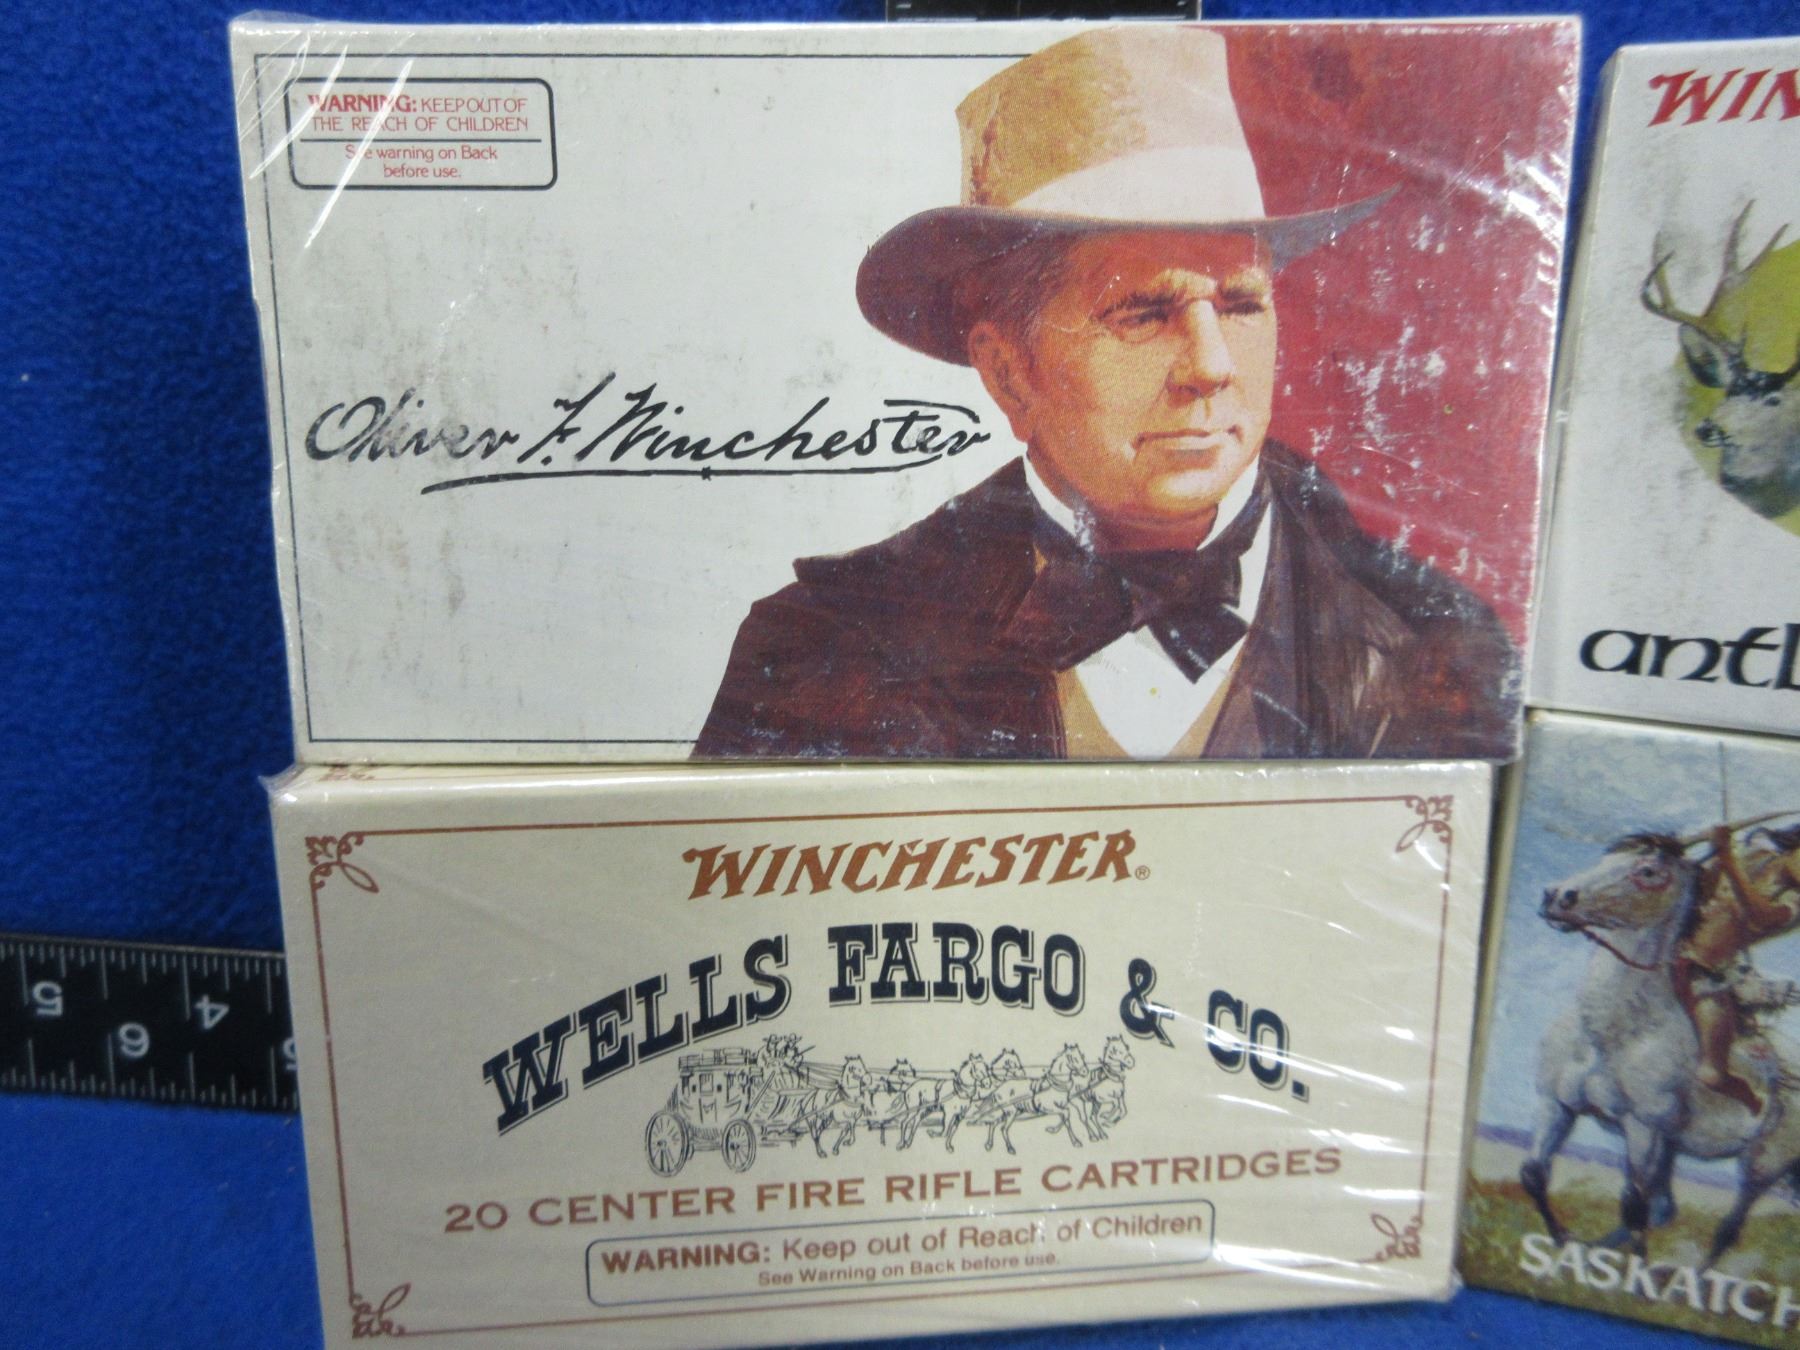 WARNING: KEEP OUT OF
THE REACH OF CHILDREN
See warning on Back
before use.
Oliver F. Winchester
WINCHESTER®
WELLS FARGO & CO.
20 CENTER FIRE RIFLE CARTRIDGES
WARNING: Keep out of Reach of Children
See Warning on Back before use.
WIN
antl
SASKATCH
5
4
6